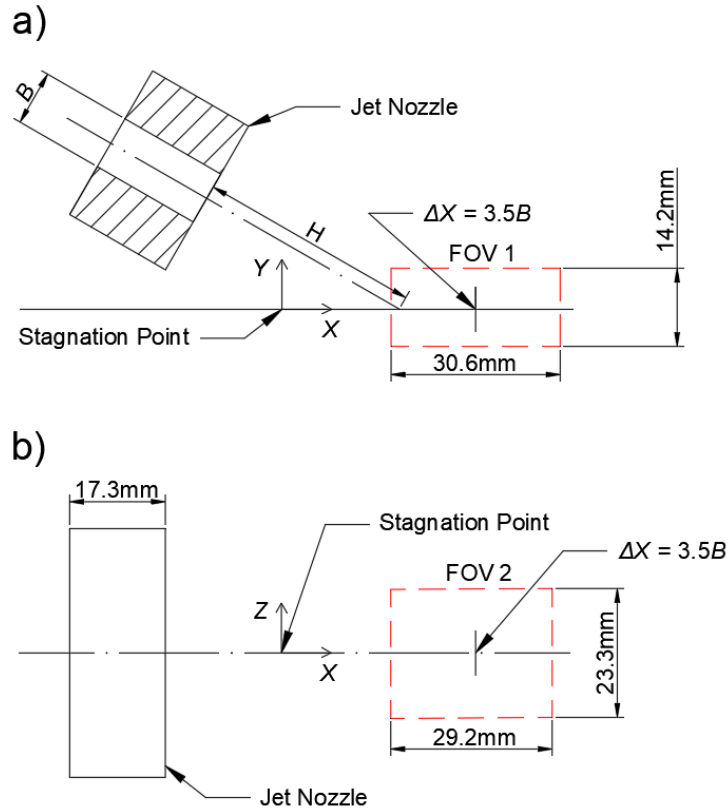 a)
B
Jet Nozzle
H
ΔX = 3.5B
14.2mm
FOV 1
Y
X
Stagnation Point
30.6mm
b)
17.3mm
Stagnation Point
ΔX = 3.5B
FOV 2
Z
X
23.3mm
29.2mm
Jet Nozzle